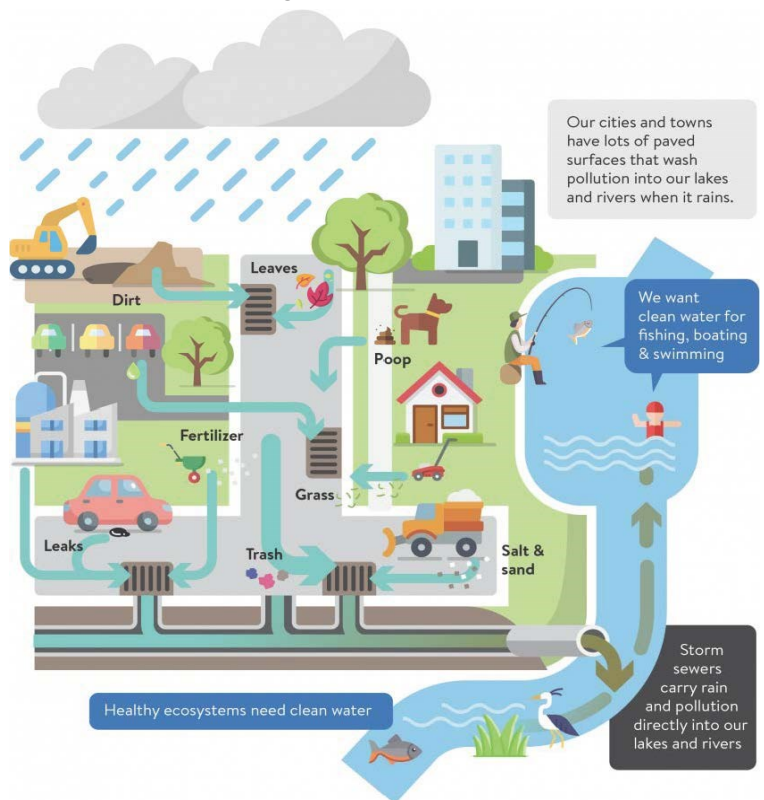 Our cities and towns
have lots of paved
surfaces that wash
pollution into our lakes
and rivers when it rains.
Leaves
Dirt
We want
clean water for
fishing, boating
& swimming
Poop
Fertilizer
Grass
Leaks
Trash
Salt &
sand
Storm
sewers
carry rain
and pollution
directly into our
lakes and rivers
Healthy ecosystems need clean water